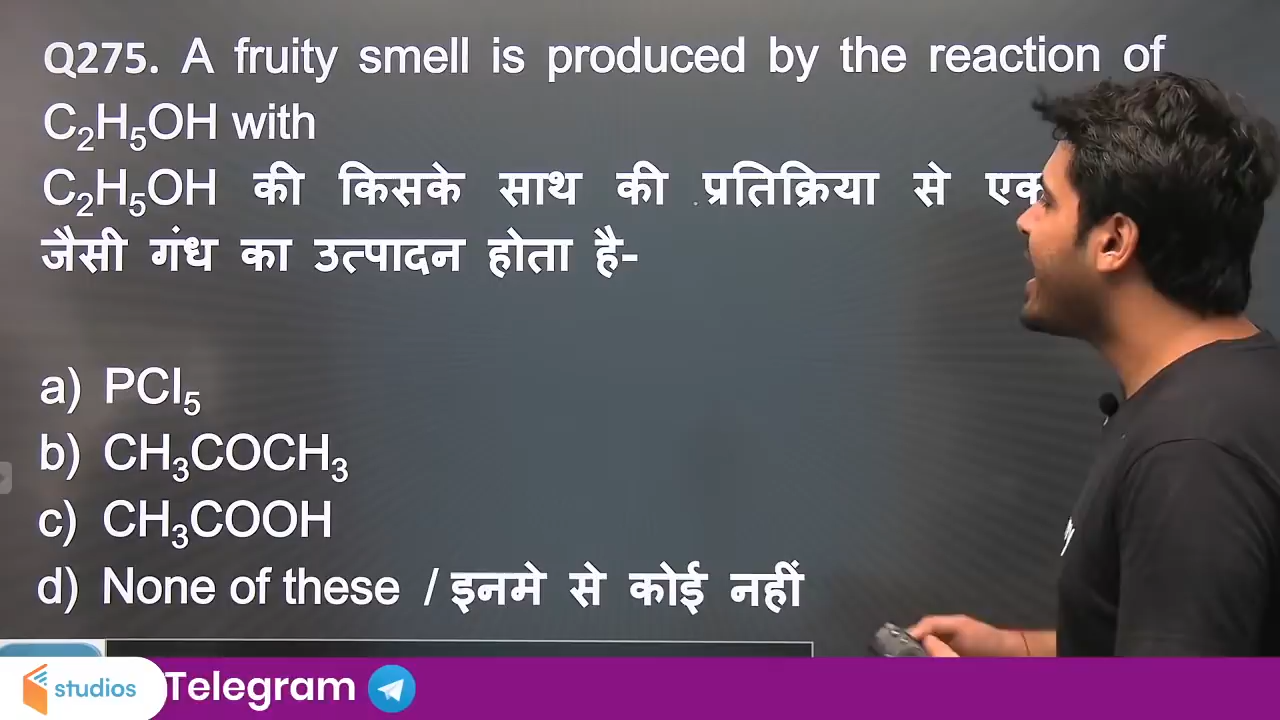 Q275. A fruity smell is produced by the reaction of
C₂H₅OH with
C₂H₅OH की किसके साथ की प्रतिक्रिया से एक
जैसी गंध का उत्पादन होता है-
a) PCl₅
b) CH₃COCH₃
c) CH₃COOH
d) None of these / इनमे से कोई नहीं
studios Telegram